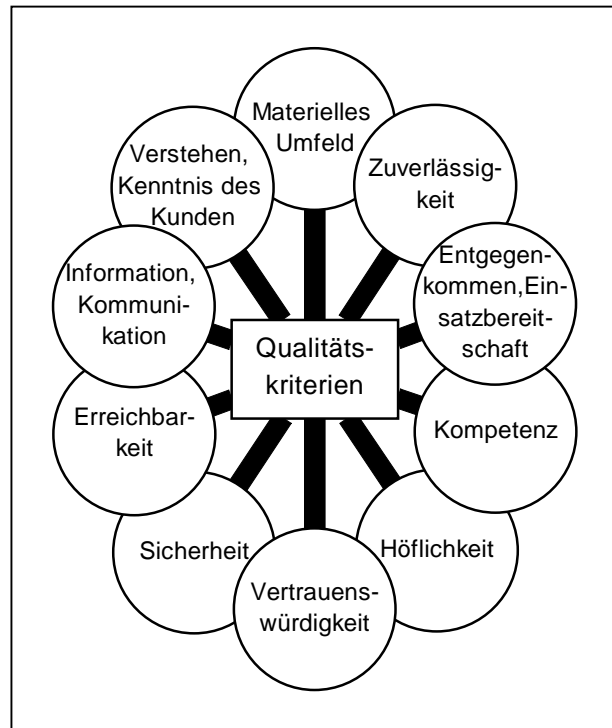 Materielles
Umfeld
Zuverlässig-
keit
Entgegen-
kommen,Ein-
satzbereit-
schaft
Kompetenz
Höflichkeit
Vertrauens-
würdigkeit
Sicherheit
Erreichbar-
keit
Information,
Kommuni-
kation
Verstehen,
Kenntnis des
Kunden
Qualitäts-
kriterien